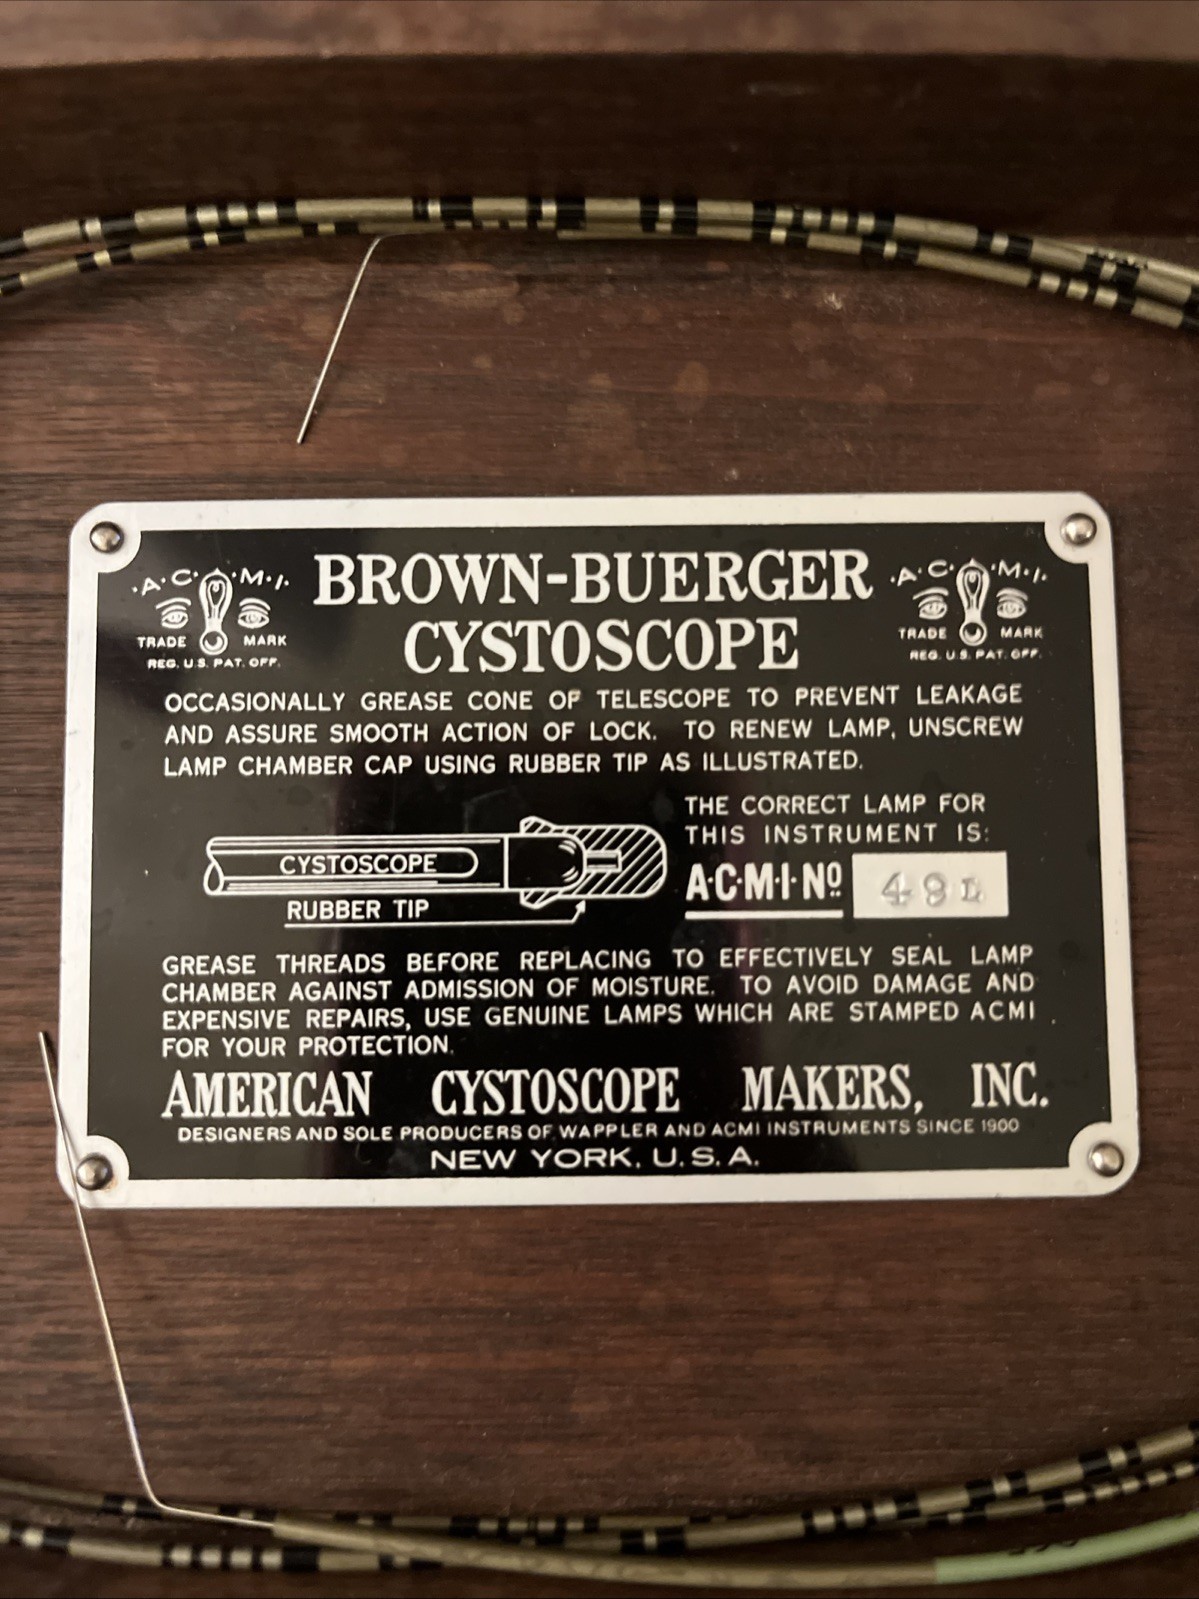 ·A·C· ·M·I·
TRADE MARK
REG. U.S. PAT. OFF.
BROWN-BUERGER
CYSTOSCOPE
·A·C· ·M·I·
TRADE MARK
REG. U.S. PAT. OFF.
OCCASIONALLY GREASE CONE OF TELESCOPE TO PREVENT LEAKAGE
AND ASSURE SMOOTH ACTION OF LOCK. TO RENEW LAMP, UNSCREW
LAMP CHAMBER CAP USING RUBBER TIP AS ILLUSTRATED.
CYSTOSCOPE
RUBBER TIP
THE CORRECT LAMP FOR
THIS INSTRUMENT IS:
A·C·M·I· Nº 48L
GREASE THREADS BEFORE REPLACING TO EFFECTIVELY SEAL LAMP
CHAMBER AGAINST ADMISSION OF MOISTURE. TO AVOID DAMAGE AND
EXPENSIVE REPAIRS, USE GENUINE LAMPS WHICH ARE STAMPED ACMI
FOR YOUR PROTECTION.
AMERICAN CYSTOSCOPE MAKERS, INC.
DESIGNERS AND SOLE PRODUCERS OF WAPPLER AND ACMI INSTRUMENTS SINCE 1900
NEW YORK, U.S.A.